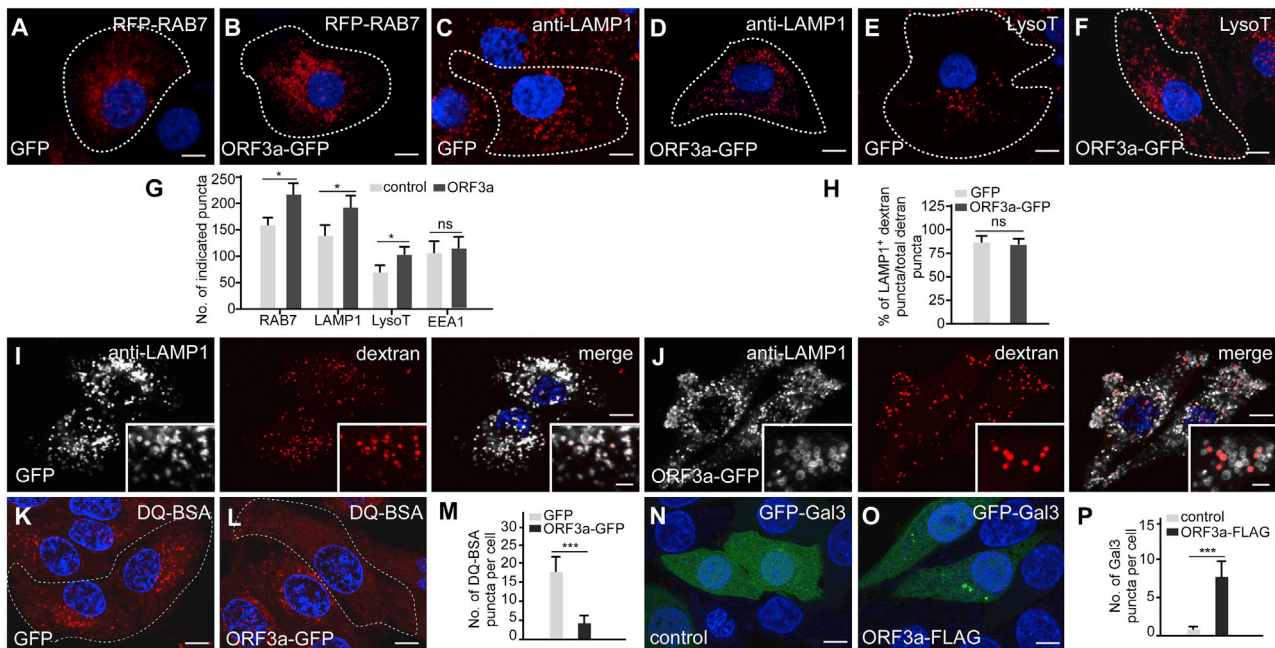 A RFP-RAB7 GFP
B RFP-RAB7 ORF3a-GFP
C anti-LAMP1 GFP
D anti-LAMP1 ORF3a-GFP
E LysoT GFP
F LysoT ORF3a-GFP
G
No. of indicated puncta
250
200
150
100
50
0
control ORF3a
* * * ns
RAB7 LAMP1 LysoT EEA1
H
% of LAMP1+ dextran
puncta/total detran
puncta
GFP
ORF3a-GFP
125
100
75
50
25
0
ns
I anti-LAMP1 GFP
dextran
merge
J anti-LAMP1 ORF3a-GFP
dextran
merge
K DQ-BSA GFP
L DQ-BSA ORF3a-GFP
M
No. of DQ-BSA
puncta per cell
GFP
ORF3a-GFP
30
25
20
15
10
5
0
***
N GFP-Gal3 control
O GFP-Gal3 ORF3a-FLAG
P
No. of Gal3
puncta per cell
control
ORF3a-FLAG
15
10
5
0
***